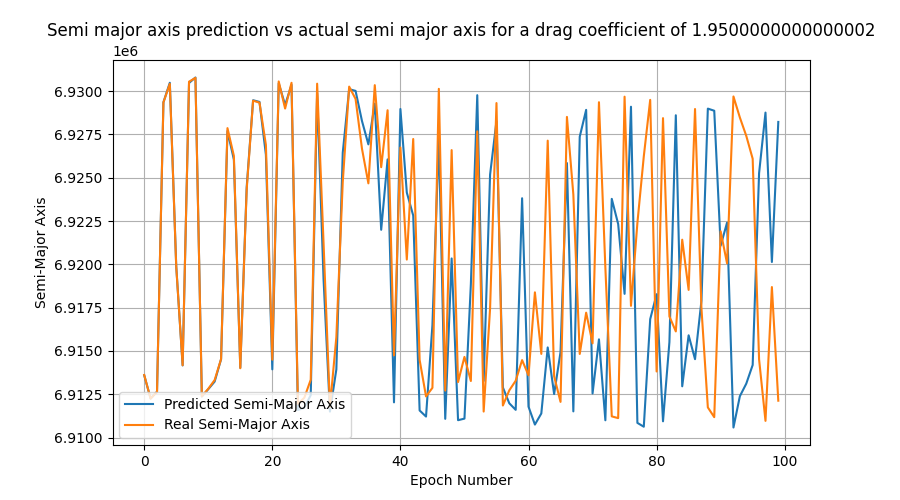 Semi major axis prediction vs actual semi major axis for a drag coefficient of 1.9500000000000002
1e6
6.9300
6.9275
6.9250
6.9225
6.9200
6.9175
6.9150
6.9125
6.9100
Semi-Major Axis
Predicted Semi-Major Axis
Real Semi-Major Axis
0
20
40
60
80
100
Epoch Number